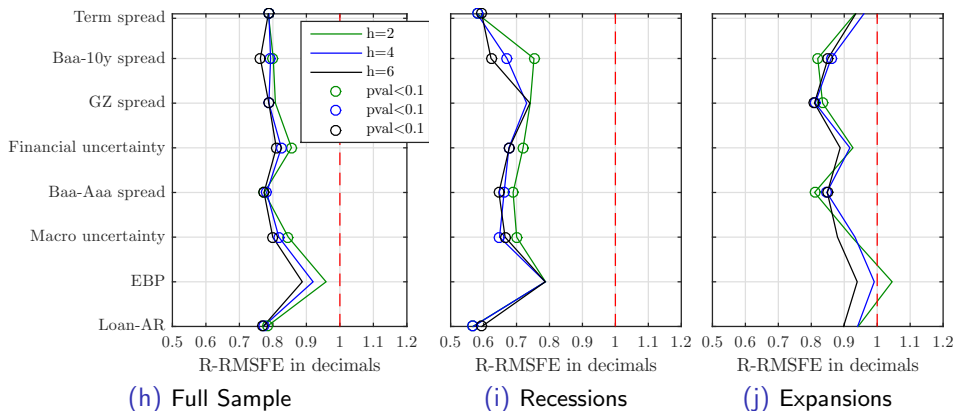 Term spread
Baa-10y spread
GZ spread
Financial uncertainty
Baa-Aaa spread
Macro uncertainty
EBP
Loan-AR
h=2
h=4
h=6
pval<0.1
pval<0.1
pval<0.1
0.5 0.6 0.7 0.8 0.9 1 1.1 1.2
R-RMSFE in decimals
(h) Full Sample
0.5 0.6 0.7 0.8 0.9 1 1.1 1.2
R-RMSFE in decimals
(i) Recessions
0.5 0.6 0.7 0.8 0.9 1 1.1 1.2
R-RMSFE in decimals
(j) Expansions